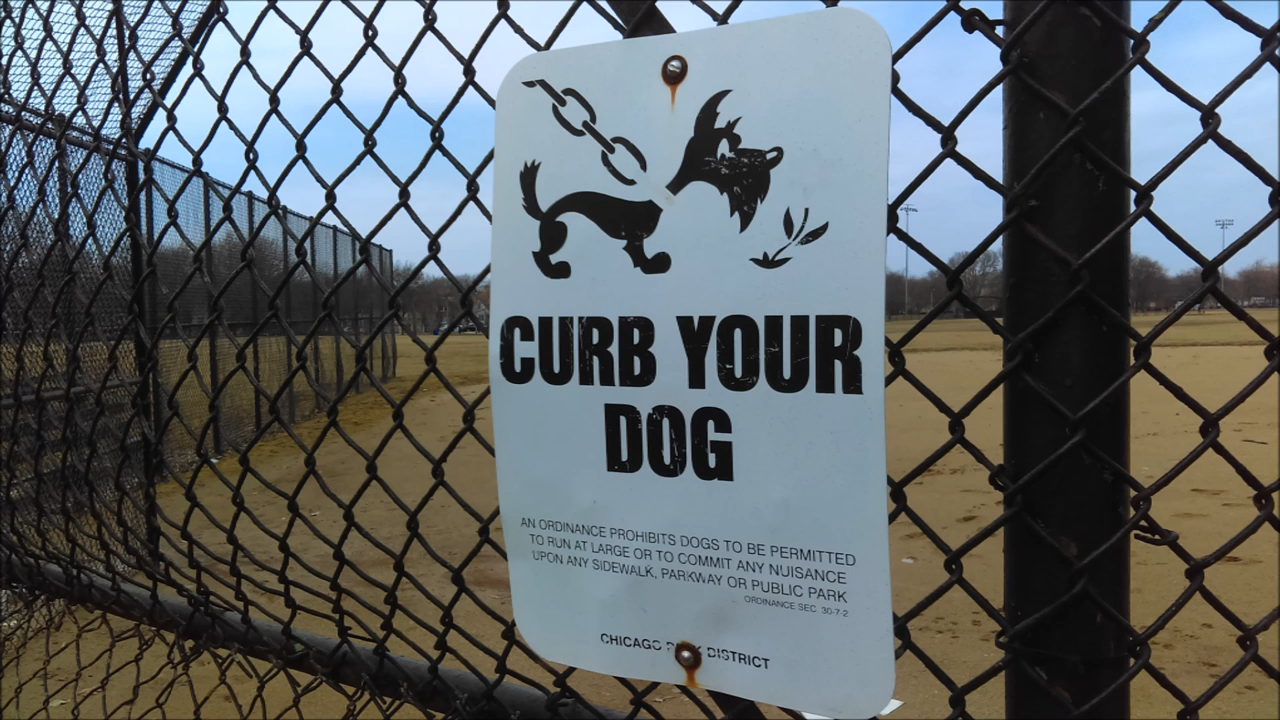 CURB YOUR
DOG
AN ORDINANCE PROHIBITS DOGS TO BE PERMITTED
TO RUN AT LARGE OR TO COMMIT ANY NUISANCE
UPON ANY SIDEWALK, PARKWAY OR PUBLIC PARK
ORDINANCE SEC. 30-7-2
CHICAGO PARK DISTRICT